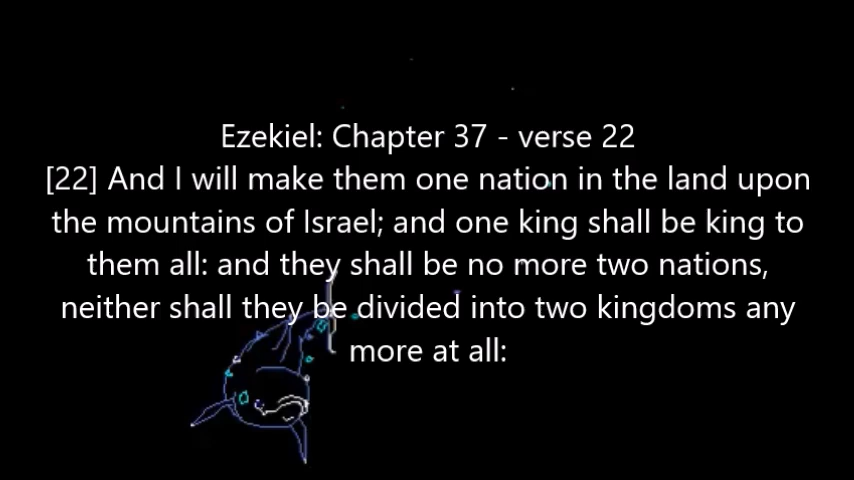 Ezekiel: Chapter 37 - verse 22
[22] And I will make them one nation in the land upon
the mountains of Israel; and one king shall be king to
them all: and they shall be no more two nations,
neither shall they be divided into two kingdoms any
more at all: